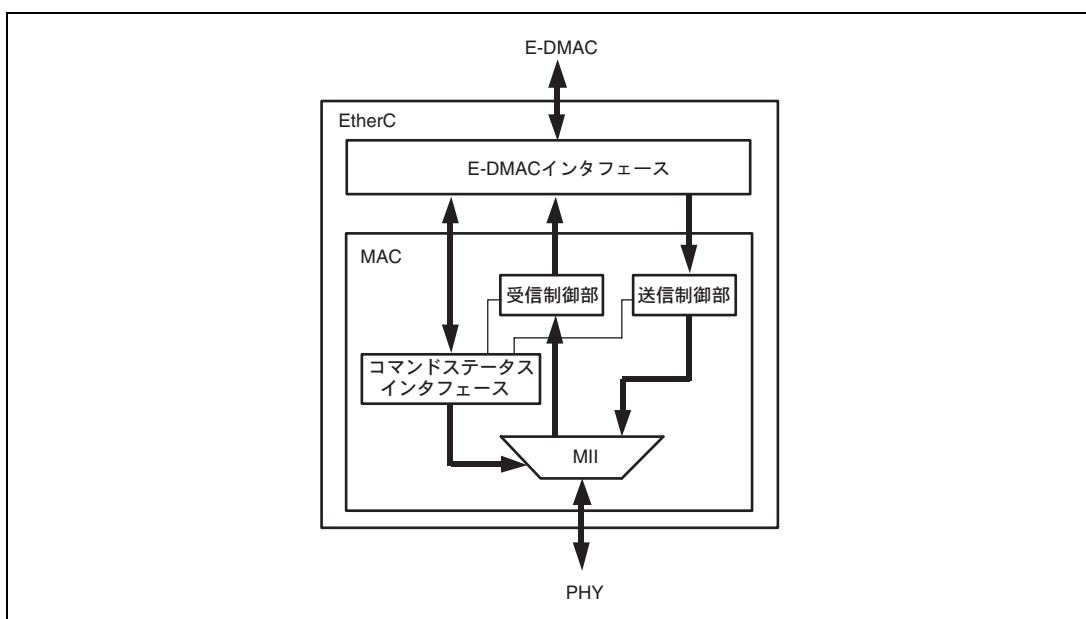 E-DMAC
EtherC
E-DMACインタフェース
MAC
受信制御部
送信制御部
コマンドステータス
インタフェース
MII
PHY